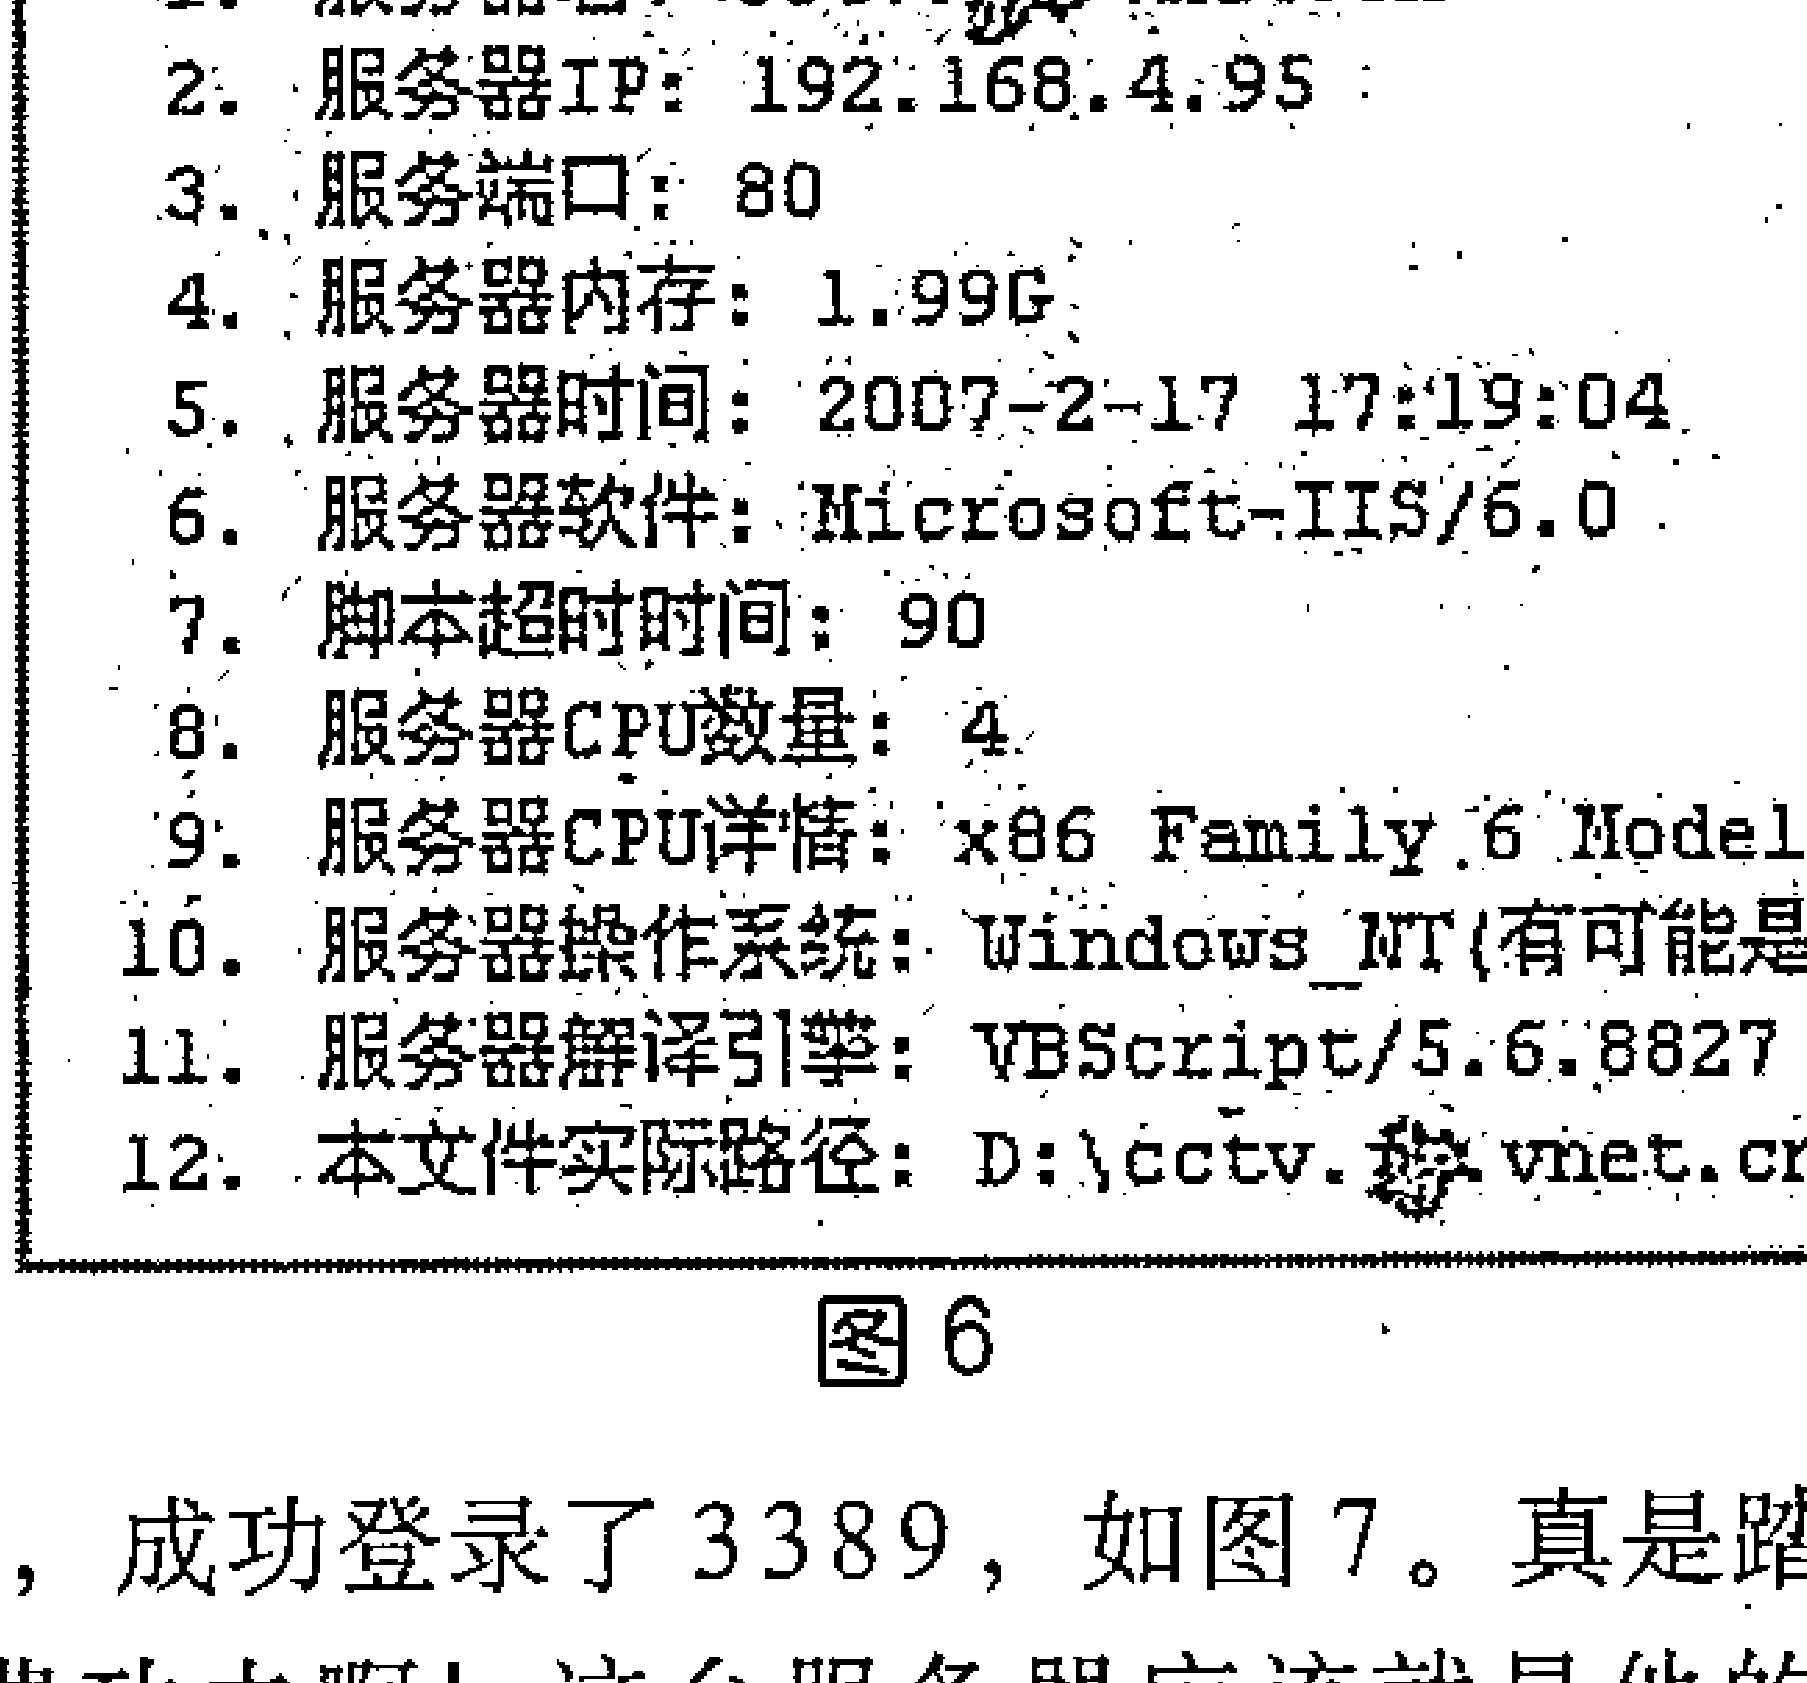 2. 服务器IP: 192.168.4.95
3. 服务端口: 80
4. 服务器内存: 1.99G
5. 服务器时间: 2007-2-17 17:19:04
6. 服务器软件: Microsoft-IIS/6.0
7. 脚本超时时间: 90
8. 服务器CPU数量: 4
9. 服务器CPU详情: x86 Family 6 Model
10. 服务器操作系统: Windows_NT(有可能是
11. 服务器解译引擎: VBScript/5.6.8827
12. 本文件实际路径: D:\cctv. .vnet.cn
图 6
，成功登录了 3389，如图 7。真是踏